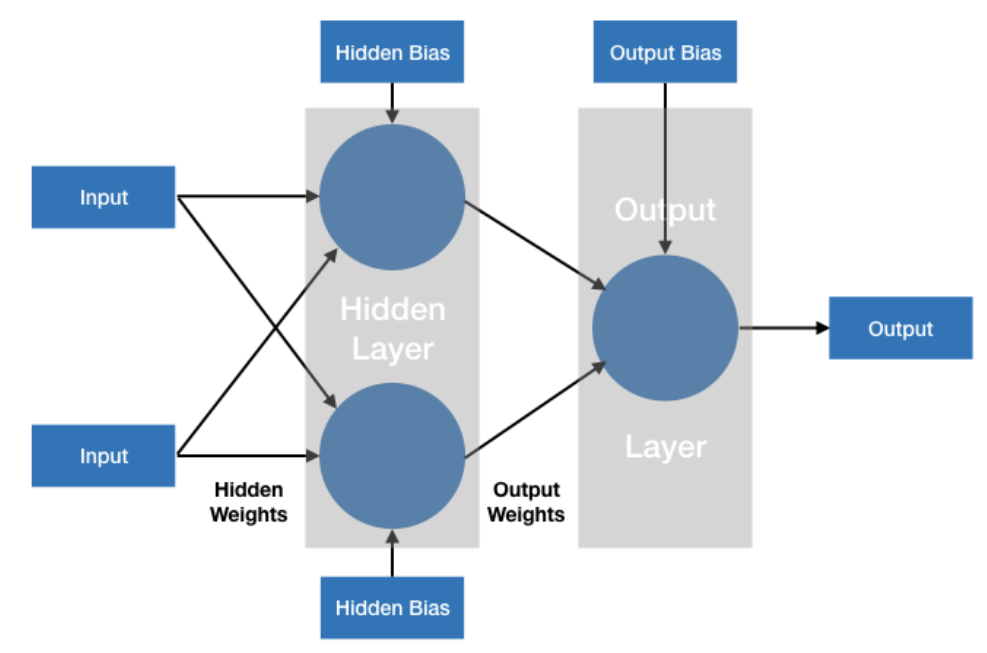 Hidden Bias
Output Bias
Input
Output
Hidden
Layer
Output
Input
Layer
Hidden
Weights
Output
Weights
Hidden Bias